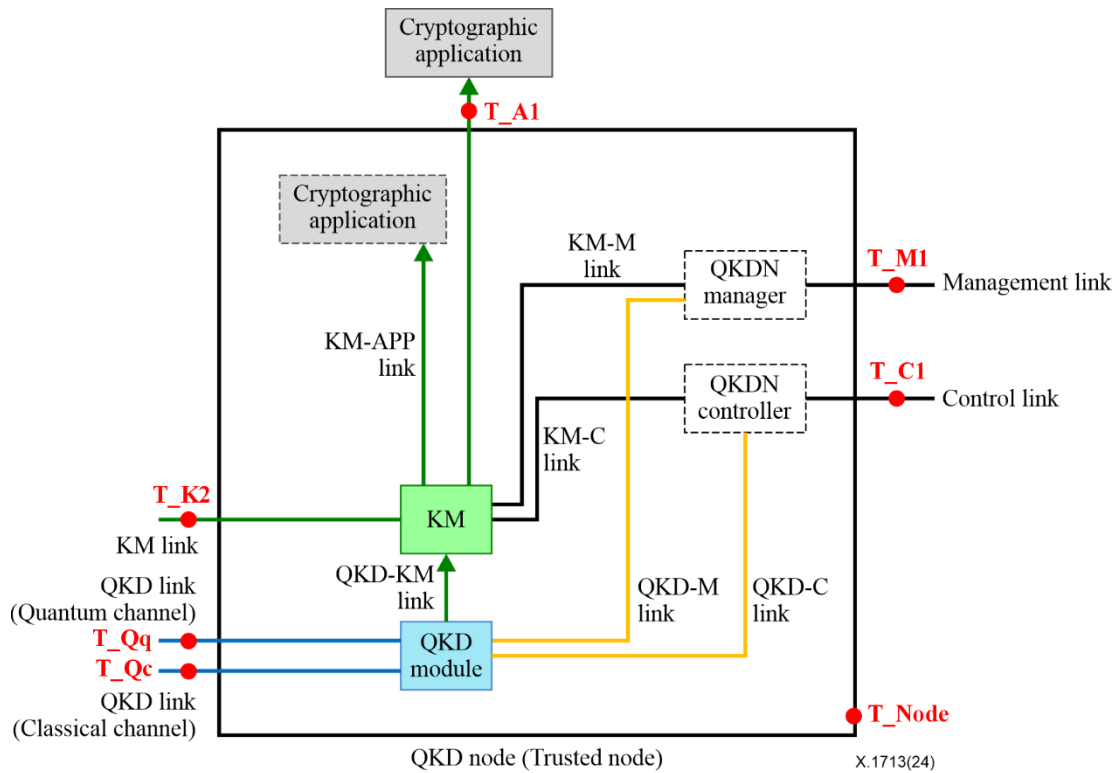 Cryptographic
application
T_A1
Cryptographic
application
KM-M
link
QKDN
manager
T_M1
Management link
KM-APP
link
QKDN
controller
T_C1
Control link
KM-C
link
T_K2
KM
KM link
QKD link
(Quantum channel)
QKD-KM
link
QKD-M
link
QKD-C
link
T_Qq
QKD
module
T_Qc
QKD link
(Classical channel)
T_Node
QKD node (Trusted node)
X.1713(24)